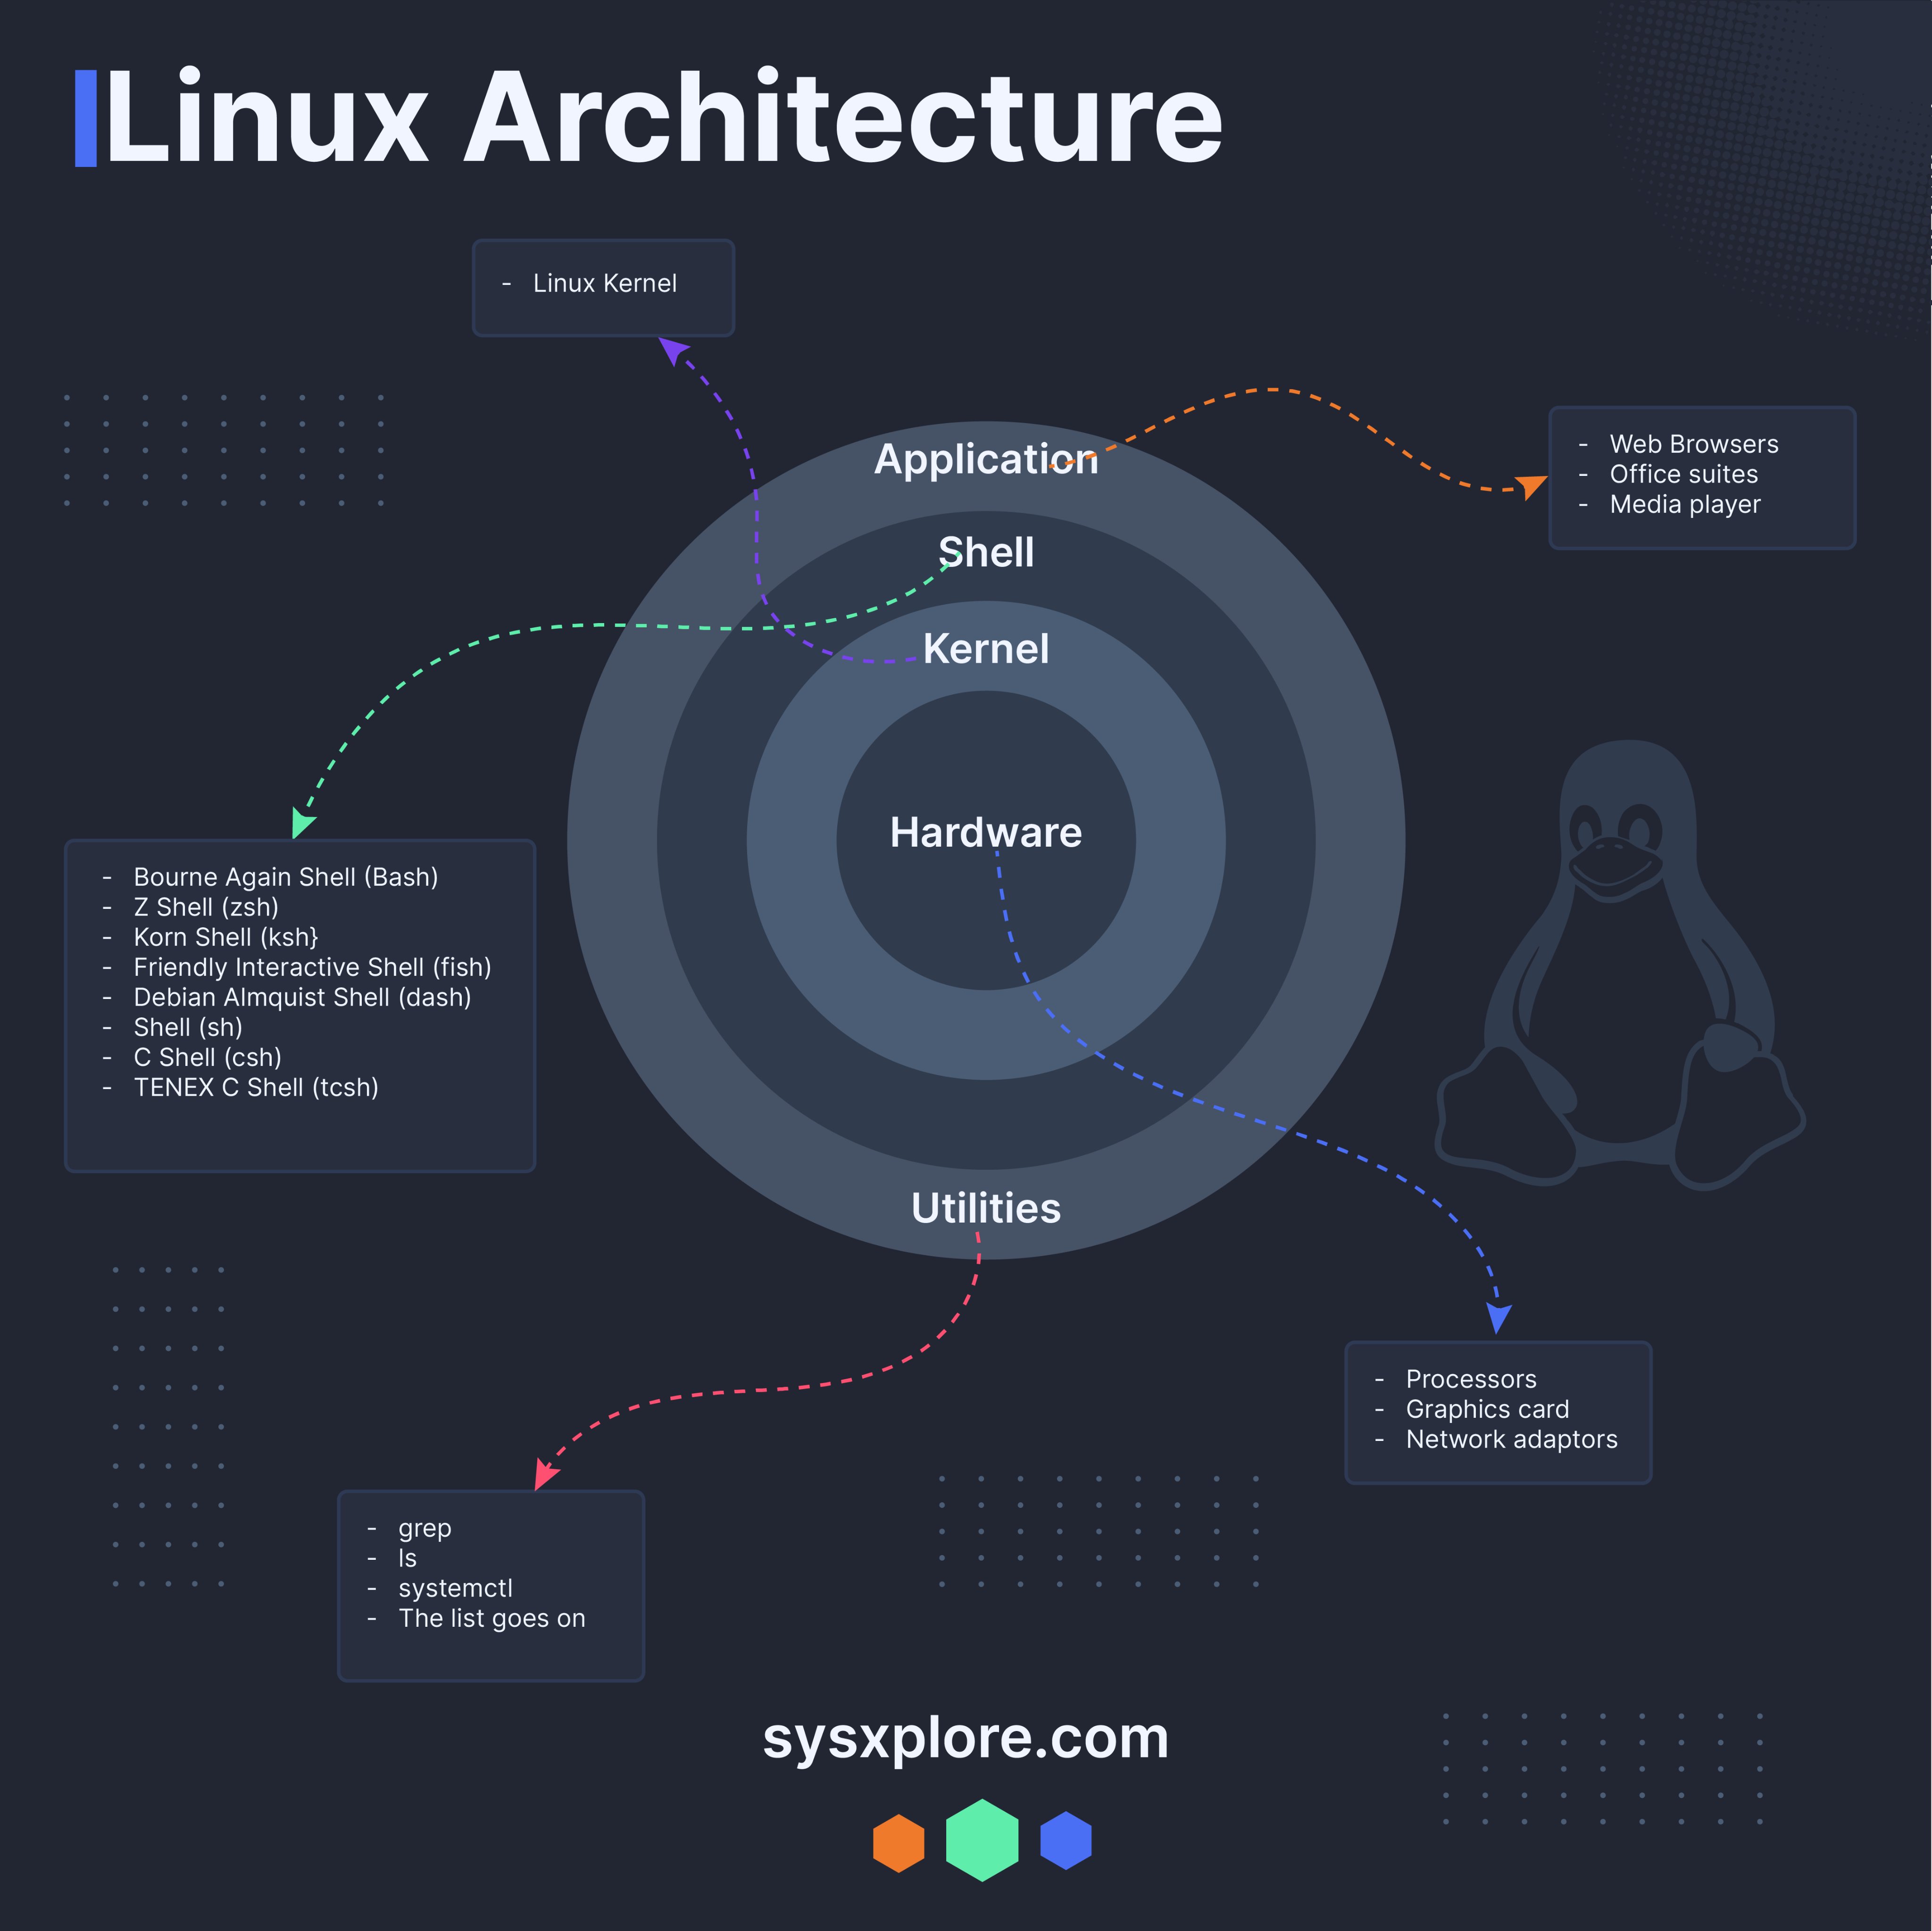 Linux Architecture
- Linux Kernel
Application
- Web Browsers
- Office suites
- Media player
Shell
Kernel
Hardware
- Bourne Again Shell (Bash)
- Z Shell (zsh)
- Korn Shell (ksh}
- Friendly Interactive Shell (fish)
- Debian Almquist Shell (dash)
- Shell (sh)
- C Shell (csh)
- TENEX C Shell (tcsh)
Utilities
- Processors
- Graphics card
- Network adaptors
- grep
- ls
- systemctl
- The list goes on
sysxplore.com